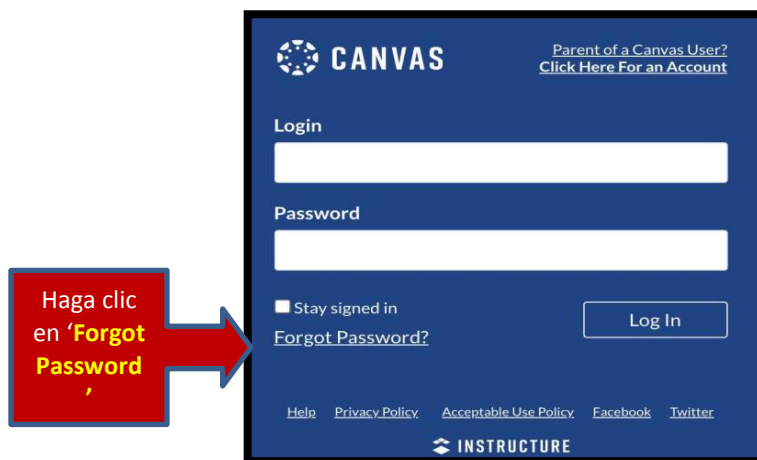 CANVAS
Parent of a Canvas User?
Click Here For an Account
Login
Password
Haga clic
en ‘Forgot
Password
’
Stay signed in
Forgot Password?
Log In
Help Privacy Policy Acceptable Use Policy Facebook Twitter
INSTRUCTURE